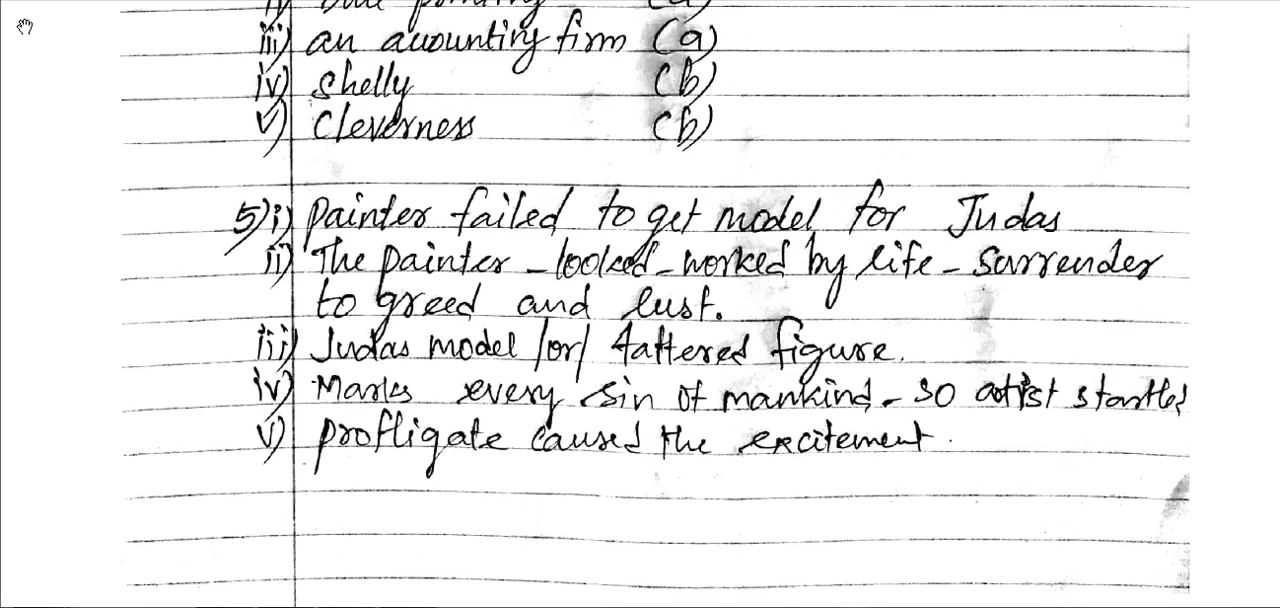 iii) an accounting firm (a)
iv) Shelly (b)
v) Cleverness (b)
5) i) painter failed to get model for Judas
ii) The painter - looked - worked by life - Surrender
to greed and lust.
iii) Judas model /or/ tattered figure.
iv) Marks every sin of mankind - so artist startled
v) profligate caused the excitement.